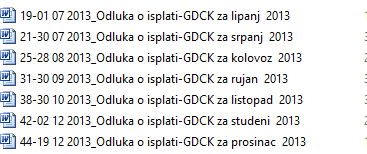 19-01 07 2013_Odluka o isplati-GDCK za lipanj  2013
21-30 07 2013_Odluka o isplati-GDCK za srpanj  2013
25-28 08 2013_Odluka o isplati-GDCK za kolovoz  2013
31-30 09 2013_Odluka o isplati-GDCK za rujan  2013
38-30 10 2013_Odluka o isplati-GDCK za listopad  2013
42-02 12 2013_Odluka o isplati-GDCK za studeni  2013
44-19 12 2013_Odluka o isplati-GDCK za prosinac  2013